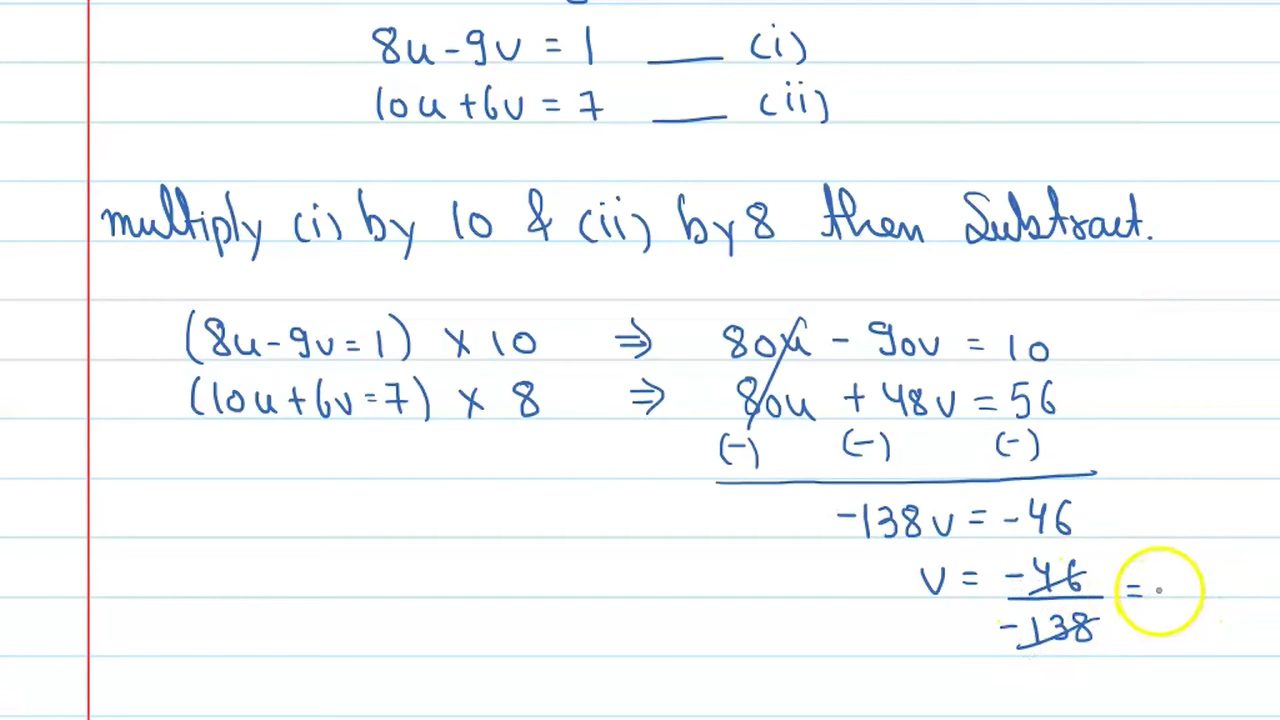 8u - 9v = 1 ___ (i)
10u + 6v = 7 ___ (ii)
multiply (i) by 10 & (ii) by 8 then Subtract.
(8u - 9v = 1) × 10 ⇒ 80u - 90v = 10
(10u + 6v = 7) × 8 ⇒ 80u + 48v = 56
(-) (-) (-)
-138v = -46
v = -46/-138 =